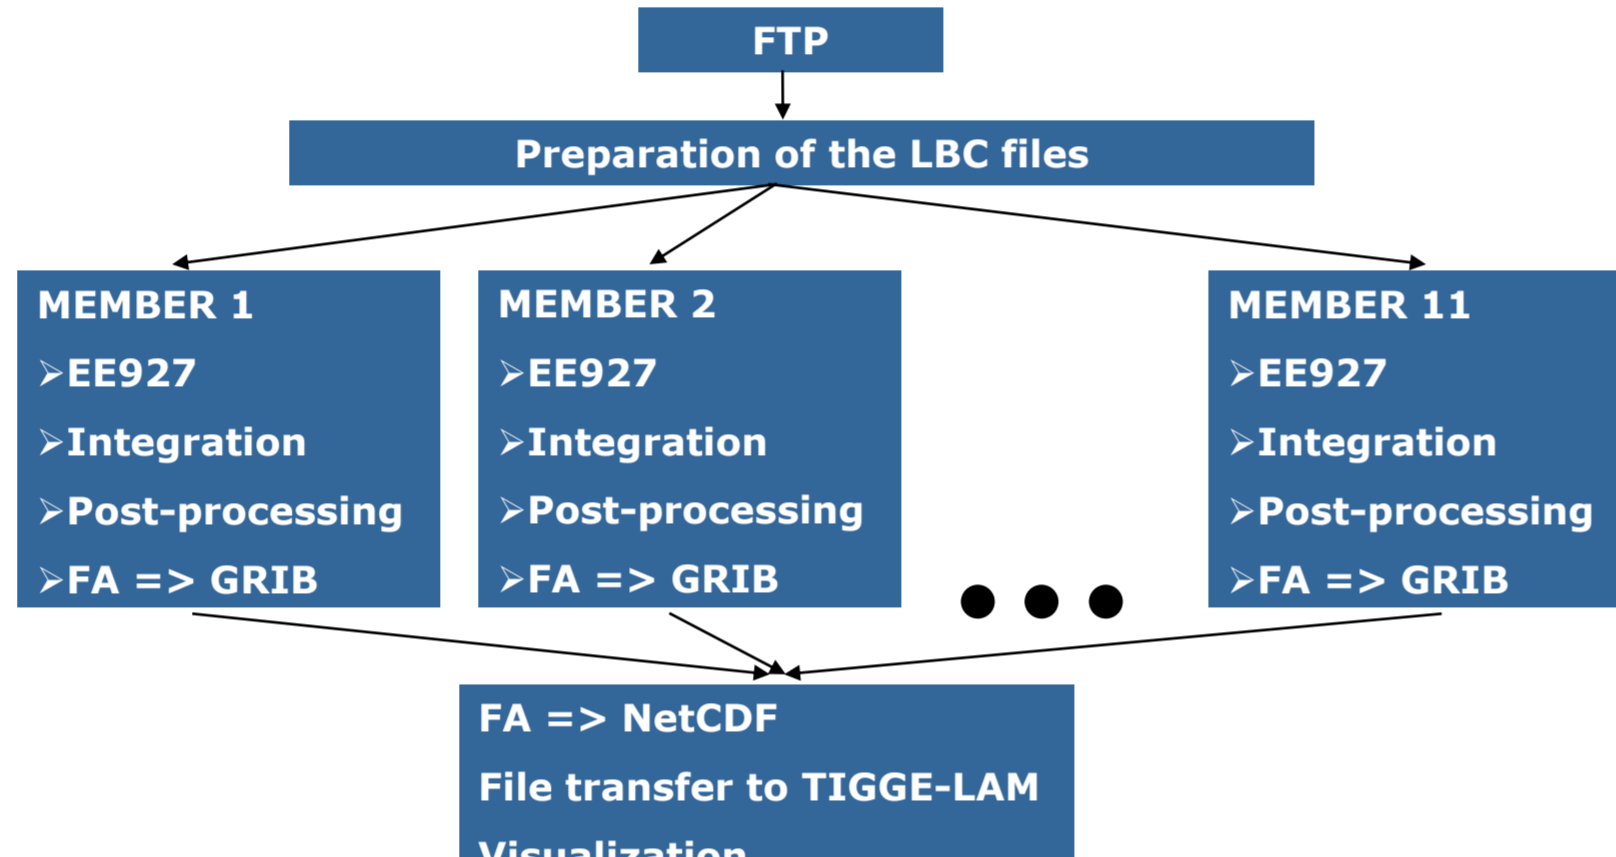 FTP
Preparation of the LBC files
MEMBER 1
➢EE927
➢Integration
➢Post-processing
➢FA => GRIB
MEMBER 2
➢EE927
➢Integration
➢Post-processing
➢FA => GRIB
MEMBER 11
➢EE927
➢Integration
➢Post-processing
➢FA => GRIB
FA => NetCDF
File transfer to TIGGE-LAM
Visualization